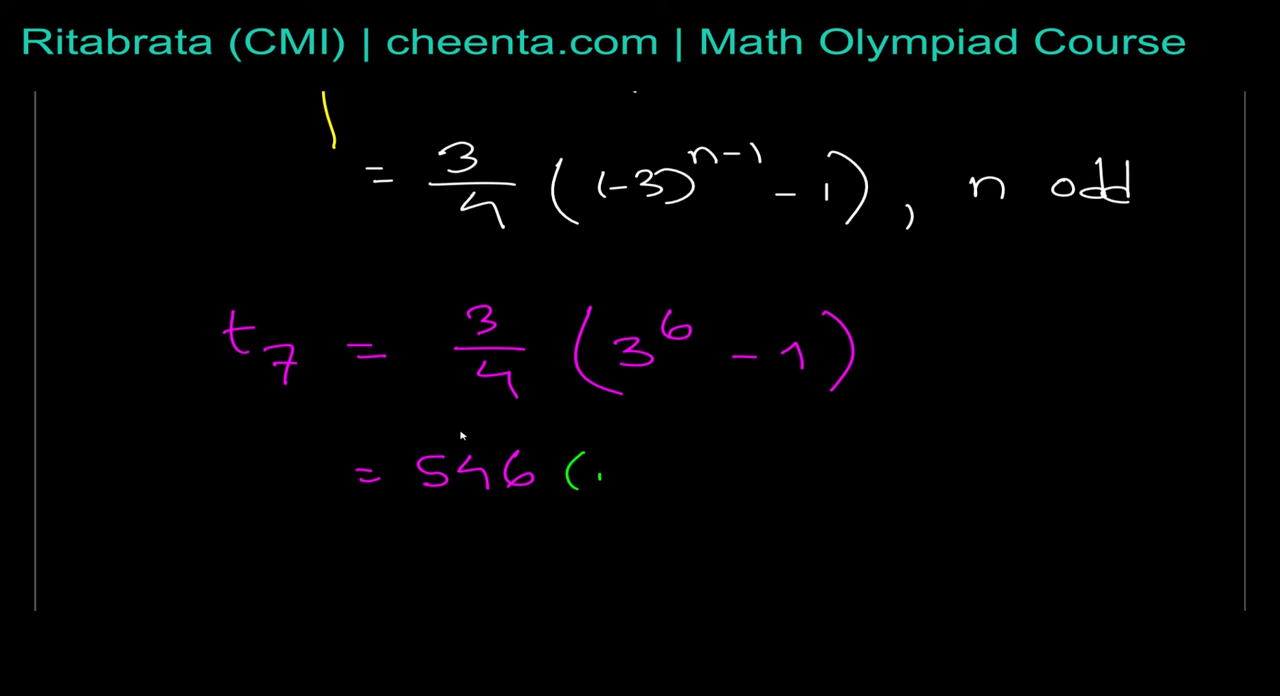 Ritabrata (CMI) | cheenta.com | Math Olympiad Course
= 3/4 ((-3)^{n-1} - 1), n odd
t_7 = 3/4 (3^6 - 1)
= 546 (.